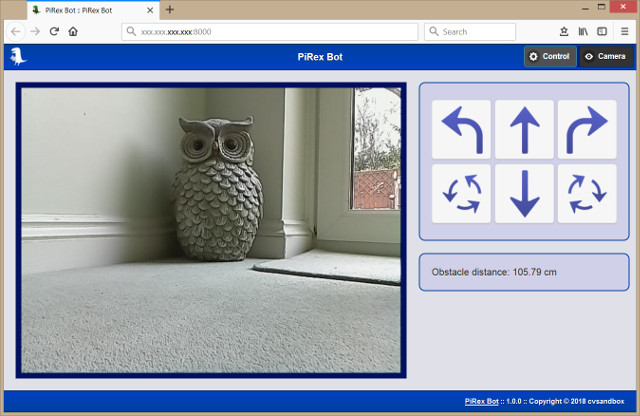 PiRex Bot : PiRex Bot
xxx.xxx.xxx.xxx:8000
Search
PiRex Bot
Control
Camera
Obstacle distance: 105.79 cm
PiRex Bot :: 1.0.0 :: Copyright © 2018 cvsandbox